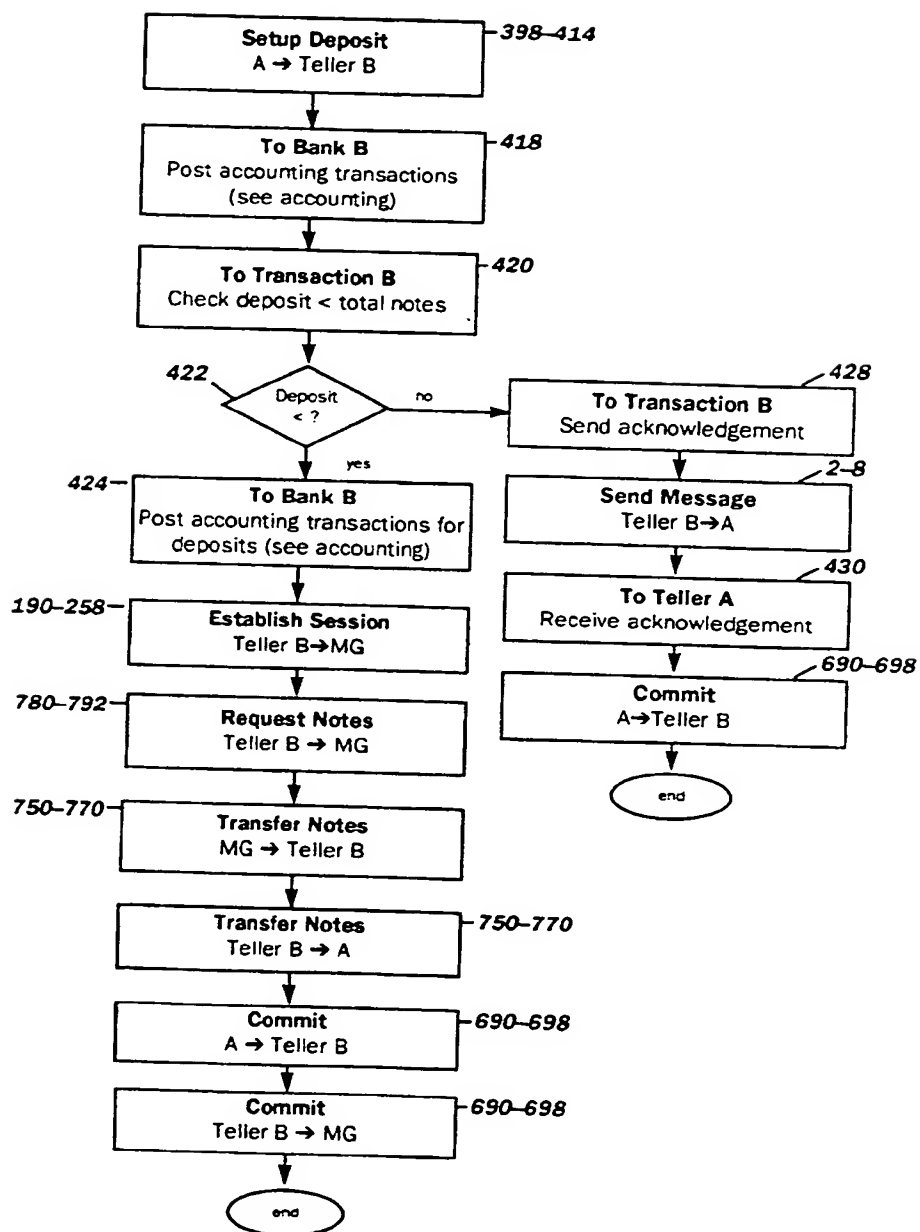 Setup Deposit
398-414
A → Teller B
To Bank B
418
Post accounting transactions
(see accounting)
To Transaction B
420
Check deposit < total notes
422
Deposit
< ?
no
yes
428
To Transaction B
Send acknowledgement
2-8
Send Message
Teller B→A
430
To Teller A
Receive acknowledgement
690-698
Commit
A→Teller B
end
424
To Bank B
Post accounting transactions for
deposits (see accounting)
190-258
Establish Session
Teller B→MG
780-792
Request Notes
Teller B → MG
750-770
Transfer Notes
MG → Teller B
Transfer Notes
750-770
Teller B → A
Commit
690-698
A → Teller B
Commit
690-698
Teller B → MG
end